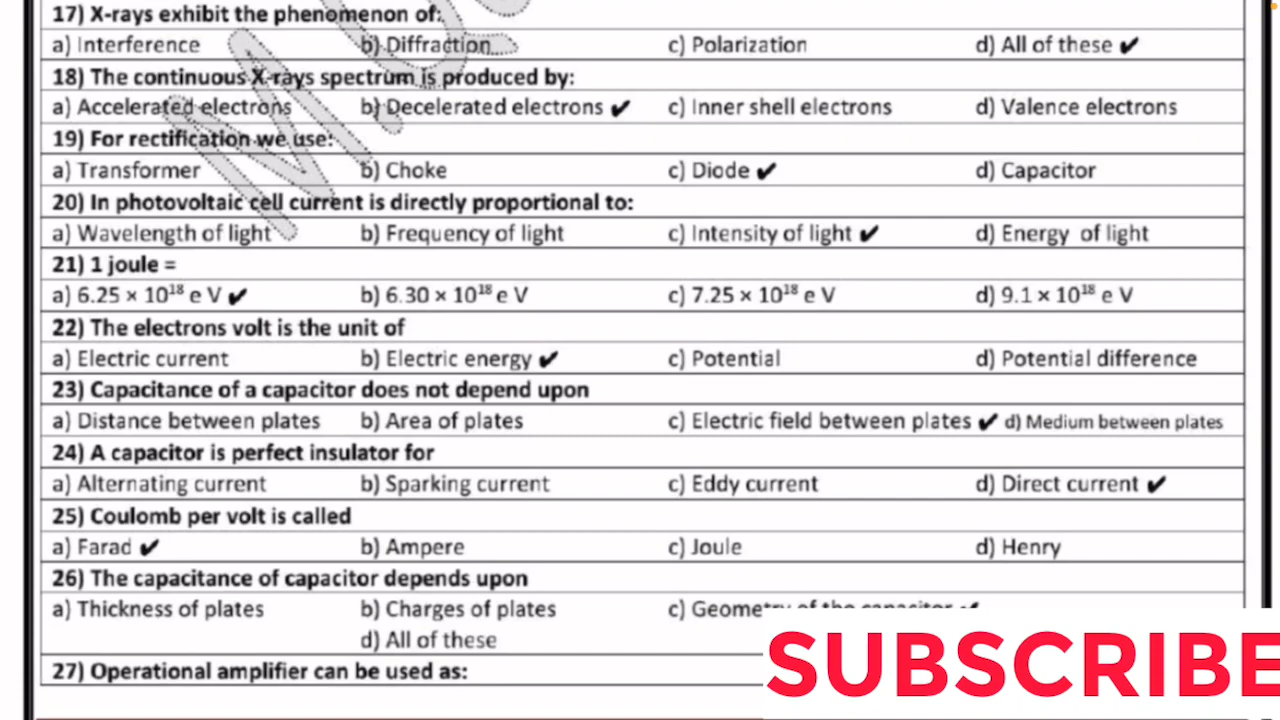 17) X-rays exhibit the phenomenon of:
a) Interference b) Diffraction c) Polarization d) All of these ✔
18) The continuous X-rays spectrum is produced by:
a) Accelerated electrons b) Decelerated electrons ✔ c) Inner shell electrons d) Valence electrons
19) For rectification we use:
a) Transformer b) Choke c) Diode ✔ d) Capacitor
20) In photovoltaic cell current is directly proportional to:
a) Wavelength of light b) Frequency of light c) Intensity of light ✔ d) Energy of light
21) 1 joule =
a) 6.25 × 10¹⁸ e V ✔ b) 6.30 × 10¹⁸ e V c) 7.25 × 10¹⁸ e V d) 9.1 × 10¹⁸ e V
22) The electrons volt is the unit of
a) Electric current b) Electric energy ✔ c) Potential d) Potential difference
23) Capacitance of a capacitor does not depend upon
a) Distance between plates b) Area of plates c) Electric field between plates ✔ d) Medium between plates
24) A capacitor is perfect insulator for
a) Alternating current b) Sparking current c) Eddy current d) Direct current ✔
25) Coulomb per volt is called
a) Farad ✔ b) Ampere c) Joule d) Henry
26) The capacitance of capacitor depends upon
a) Thickness of plates b) Charges of plates c) Geometry of the capacitor ✔
d) All of these
27) Operational amplifier can be used as:
SUBSCRIBE